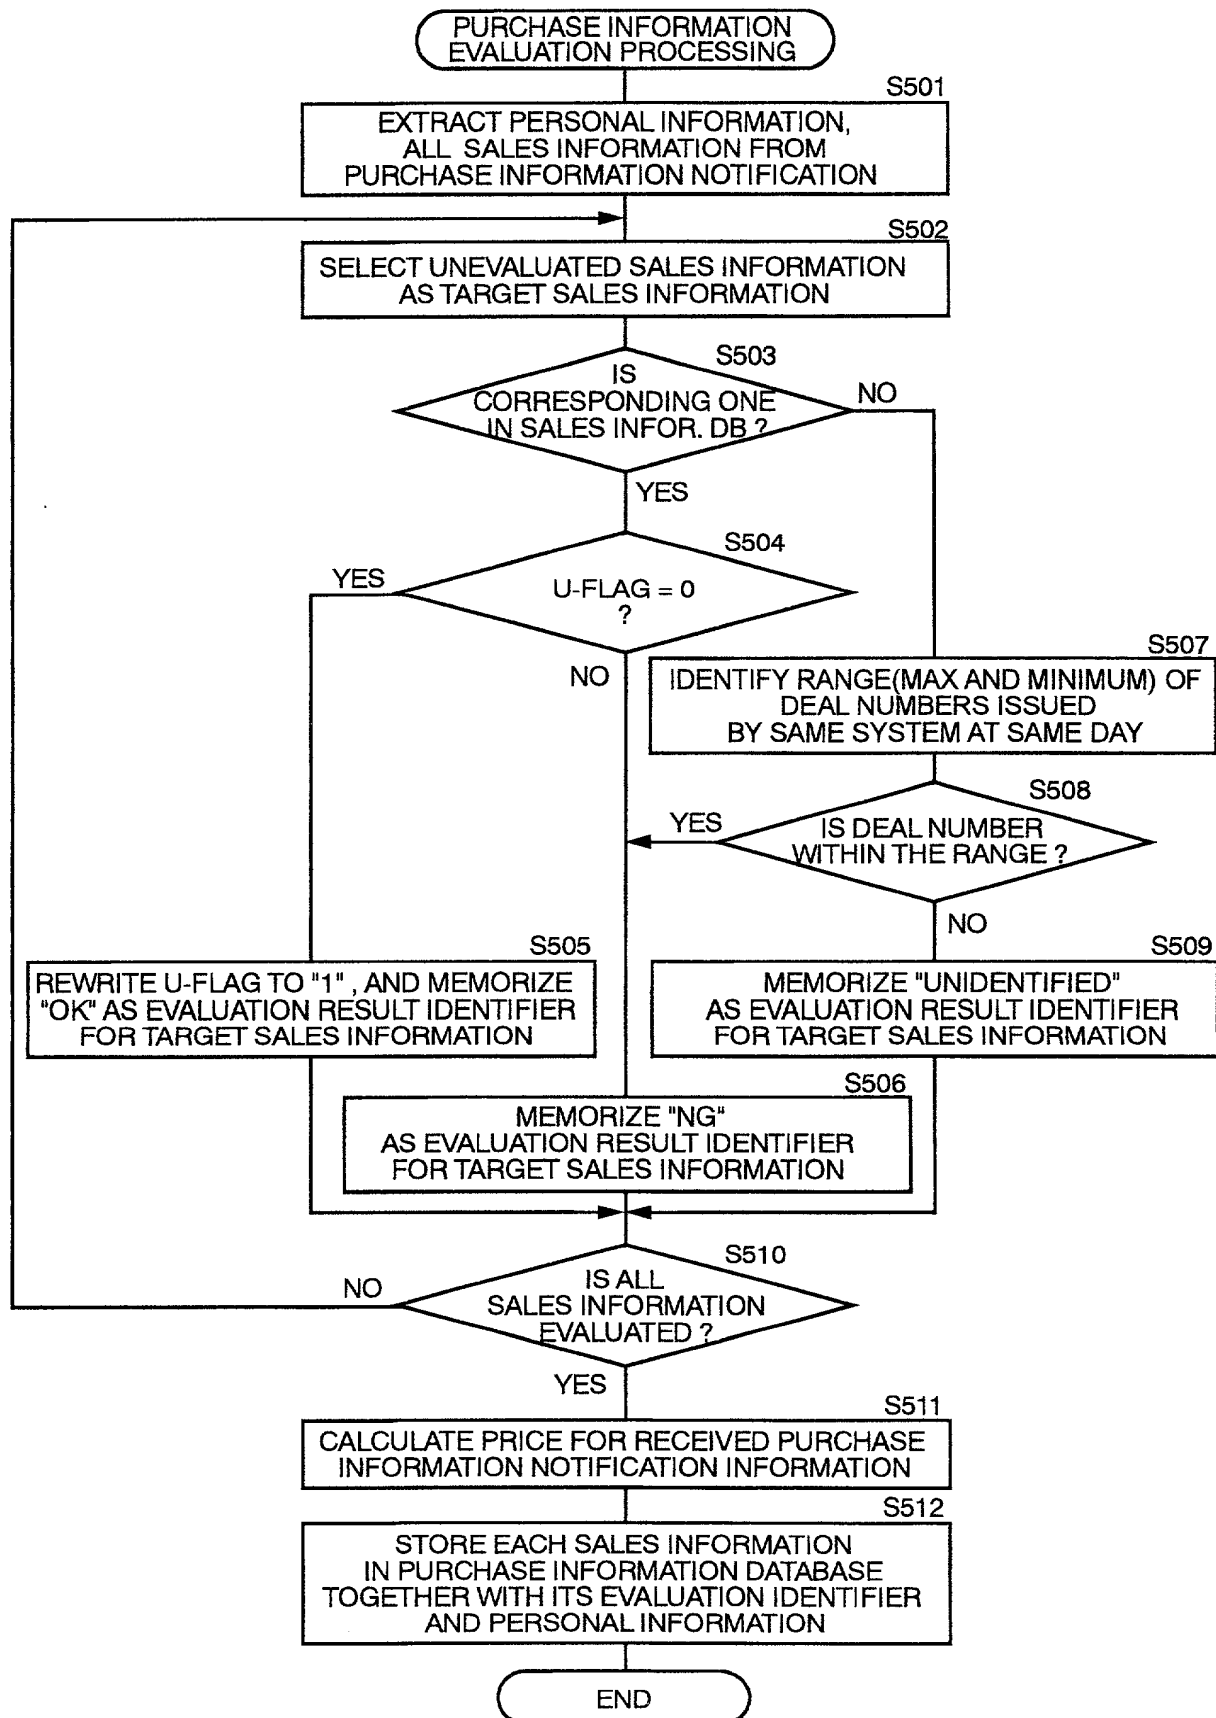 PURCHASE INFORMATION
EVALUATION PROCESSING
S501
EXTRACT PERSONAL INFORMATION,
ALL SALES INFORMATION FROM
PURCHASE INFORMATION NOTIFICATION
S502
SELECT UNEVALUATED SALES INFORMATION
AS TARGET SALES INFORMATION
S503
IS
CORRESPONDING ONE
IN SALES INFOR. DB ?
NO
YES
S504
YES
U-FLAG = 0
?
NO
S507
IDENTIFY RANGE(MAX AND MINIMUM) OF
DEAL NUMBERS ISSUED
BY SAME SYSTEM AT SAME DAY
S508
YES
IS DEAL NUMBER
WITHIN THE RANGE ?
NO
S505
REWRITE U-FLAG TO "1" , AND MEMORIZE
"OK" AS EVALUATION RESULT IDENTIFIER
FOR TARGET SALES INFORMATION
S509
MEMORIZE "UNIDENTIFIED"
AS EVALUATION RESULT IDENTIFIER
FOR TARGET SALES INFORMATION
S506
MEMORIZE "NG"
AS EVALUATION RESULT IDENTIFIER
FOR TARGET SALES INFORMATION
S510
NO
IS ALL
SALES INFORMATION
EVALUATED ?
YES
S511
CALCULATE PRICE FOR RECEIVED PURCHASE
INFORMATION NOTIFICATION INFORMATION
S512
STORE EACH SALES INFORMATION
IN PURCHASE INFORMATION DATABASE
TOGETHER WITH ITS EVALUATION IDENTIFIER
AND PERSONAL INFORMATION
END